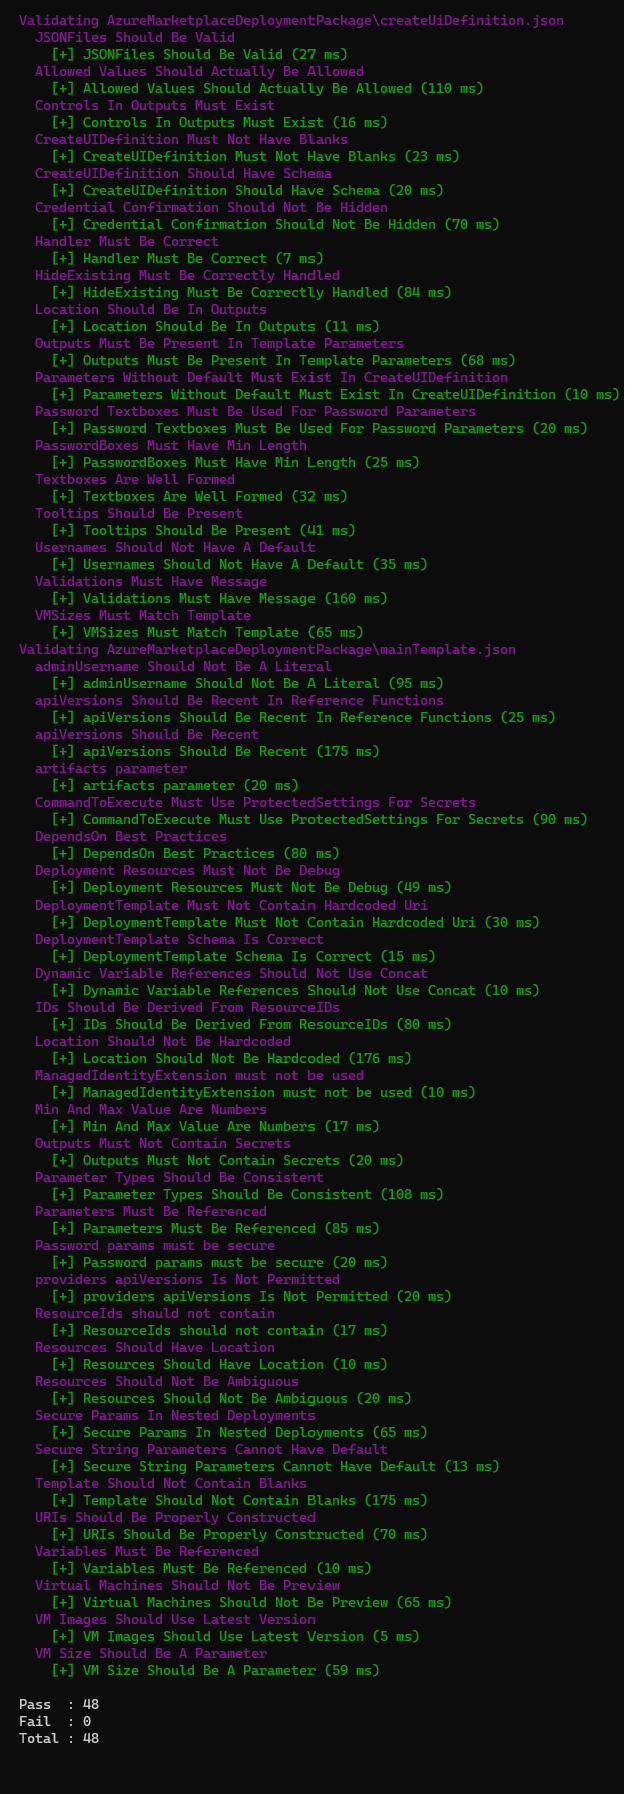 Validating AzureMarketplaceDeploymentPackage\createUiDefinition.json
JSONFiles Should Be Valid
[+] JSONFiles Should Be Valid (27 ms)
Allowed Values Should Actually Be Allowed
[+] Allowed Values Should Actually Be Allowed (110 ms)
Controls In Outputs Must Exist
[+] Controls In Outputs Must Exist (16 ms)
CreateUIDefinition Must Not Have Blanks
[+] CreateUIDefinition Must Not Have Blanks (23 ms)
CreateUIDefinition Should Have Schema
[+] CreateUIDefinition Should Have Schema (20 ms)
Credential Confirmation Should Not Be Hidden
[+] Credential Confirmation Should Not Be Hidden (70 ms)
Handler Must Be Correct
[+] Handler Must Be Correct (7 ms)
HideExisting Must Be Correctly Handled
[+] HideExisting Must Be Correctly Handled (84 ms)
Location Should Be In Outputs
[+] Location Should Be In Outputs (11 ms)
Outputs Must Be Present In Template Parameters
[+] Outputs Must Be Present In Template Parameters (68 ms)
Parameters Without Default Must Exist In CreateUIDefinition
[+] Parameters Without Default Must Exist In CreateUIDefinition (10 ms)
Password Textboxes Must Be Used For Password Parameters
[+] Password Textboxes Must Be Used For Password Parameters (20 ms)
PasswordBoxes Must Have Min Length
[+] PasswordBoxes Must Have Min Length (25 ms)
Textboxes Are Well Formed
[+] Textboxes Are Well Formed (32 ms)
Tooltips Should Be Present
[+] Tooltips Should Be Present (41 ms)
Usernames Should Not Have A Default
[+] Usernames Should Not Have A Default (35 ms)
Validations Must Have Message
[+] Validations Must Have Message (160 ms)
VMSizes Must Match Template
[+] VMSizes Must Match Template (65 ms)
Validating AzureMarketplaceDeploymentPackage\mainTemplate.json
adminUsername Should Not Be A Literal
[+] adminUsername Should Not Be A Literal (95 ms)
apiVersions Should Be Recent In Reference Functions
[+] apiVersions Should Be Recent In Reference Functions (25 ms)
apiVersions Should Be Recent
[+] apiVersions Should Be Recent (175 ms)
artifacts parameter
[+] artifacts parameter (20 ms)
CommandToExecute Must Use ProtectedSettings For Secrets
[+] CommandToExecute Must Use ProtectedSettings For Secrets (90 ms)
DependsOn Best Practices
[+] DependsOn Best Practices (80 ms)
Deployment Resources Must Not Be Debug
[+] Deployment Resources Must Not Be Debug (49 ms)
DeploymentTemplate Must Not Contain Hardcoded Uri
[+] DeploymentTemplate Must Not Contain Hardcoded Uri (30 ms)
DeploymentTemplate Schema Is Correct
[+] DeploymentTemplate Schema Is Correct (15 ms)
Dynamic Variable References Should Not Use Concat
[+] Dynamic Variable References Should Not Use Concat (10 ms)
IDs Should Be Derived From ResourceIDs
[+] IDs Should Be Derived From ResourceIDs (80 ms)
Location Should Not Be Hardcoded
[+] Location Should Not Be Hardcoded (176 ms)
ManagedIdentityExtension must not be used
[+] ManagedIdentityExtension must not be used (10 ms)
Min And Max Value Are Numbers
[+] Min And Max Value Are Numbers (17 ms)
Outputs Must Not Contain Secrets
[+] Outputs Must Not Contain Secrets (20 ms)
Parameter Types Should Be Consistent
[+] Parameter Types Should Be Consistent (108 ms)
Parameters Must Be Referenced
[+] Parameters Must Be Referenced (85 ms)
Password params must be secure
[+] Password params must be secure (20 ms)
providers apiVersions Is Not Permitted
[+] providers apiVersions Is Not Permitted (20 ms)
ResourceIds should not contain
[+] ResourceIds should not contain (17 ms)
Resources Should Have Location
[+] Resources Should Have Location (10 ms)
Resources Should Not Be Ambiguous
[+] Resources Should Not Be Ambiguous (20 ms)
Secure Params In Nested Deployments
[+] Secure Params In Nested Deployments (65 ms)
Secure String Parameters Cannot Have Default
[+] Secure String Parameters Cannot Have Default (13 ms)
Template Should Not Contain Blanks
[+] Template Should Not Contain Blanks (175 ms)
URIs Should Be Properly Constructed
[+] URIs Should Be Properly Constructed (70 ms)
Variables Must Be Referenced
[+] Variables Must Be Referenced (10 ms)
Virtual Machines Should Not Be Preview
[+] Virtual Machines Should Not Be Preview (65 ms)
VM Images Should Use Latest Version
[+] VM Images Should Use Latest Version (5 ms)
VM Size Should Be A Parameter
[+] VM Size Should Be A Parameter (59 ms)
Pass : 48
Fail : 0
Total : 48